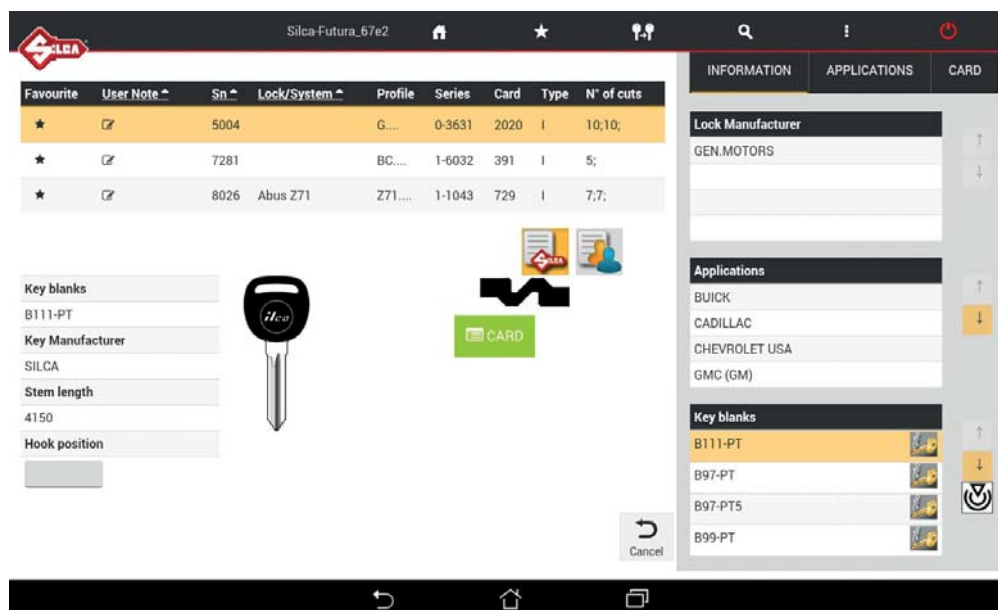 SILCA
Silca-Futura_67e2
INFORMATION APPLICATIONS CARD
Favourite User Note Sn Lock/System Profile Series Card Type N° of cuts
5004 G.... 0-3631 2020 I 10;10;
7281 BC.... 1-6032 391 I 5;
8026 Abus Z71 Z71.... 1-1043 729 I 7;7;
Lock Manufacturer
GEN.MOTORS
SILCA
Key blanks
B111-PT
Key Manufacturer
SILCA
Stem length
4150
Hook position
ilco
CARD
Applications
BUICK
CADILLAC
CHEVROLET USA
GMC (GM)
Key blanks
B111-PT
B97-PT
B97-PT5
B99-PT
Cancel